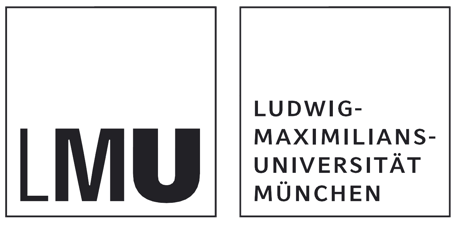 LMU
LUDWIG-
MAXIMILIANS-
UNIVERSITÄT
MÜNCHEN